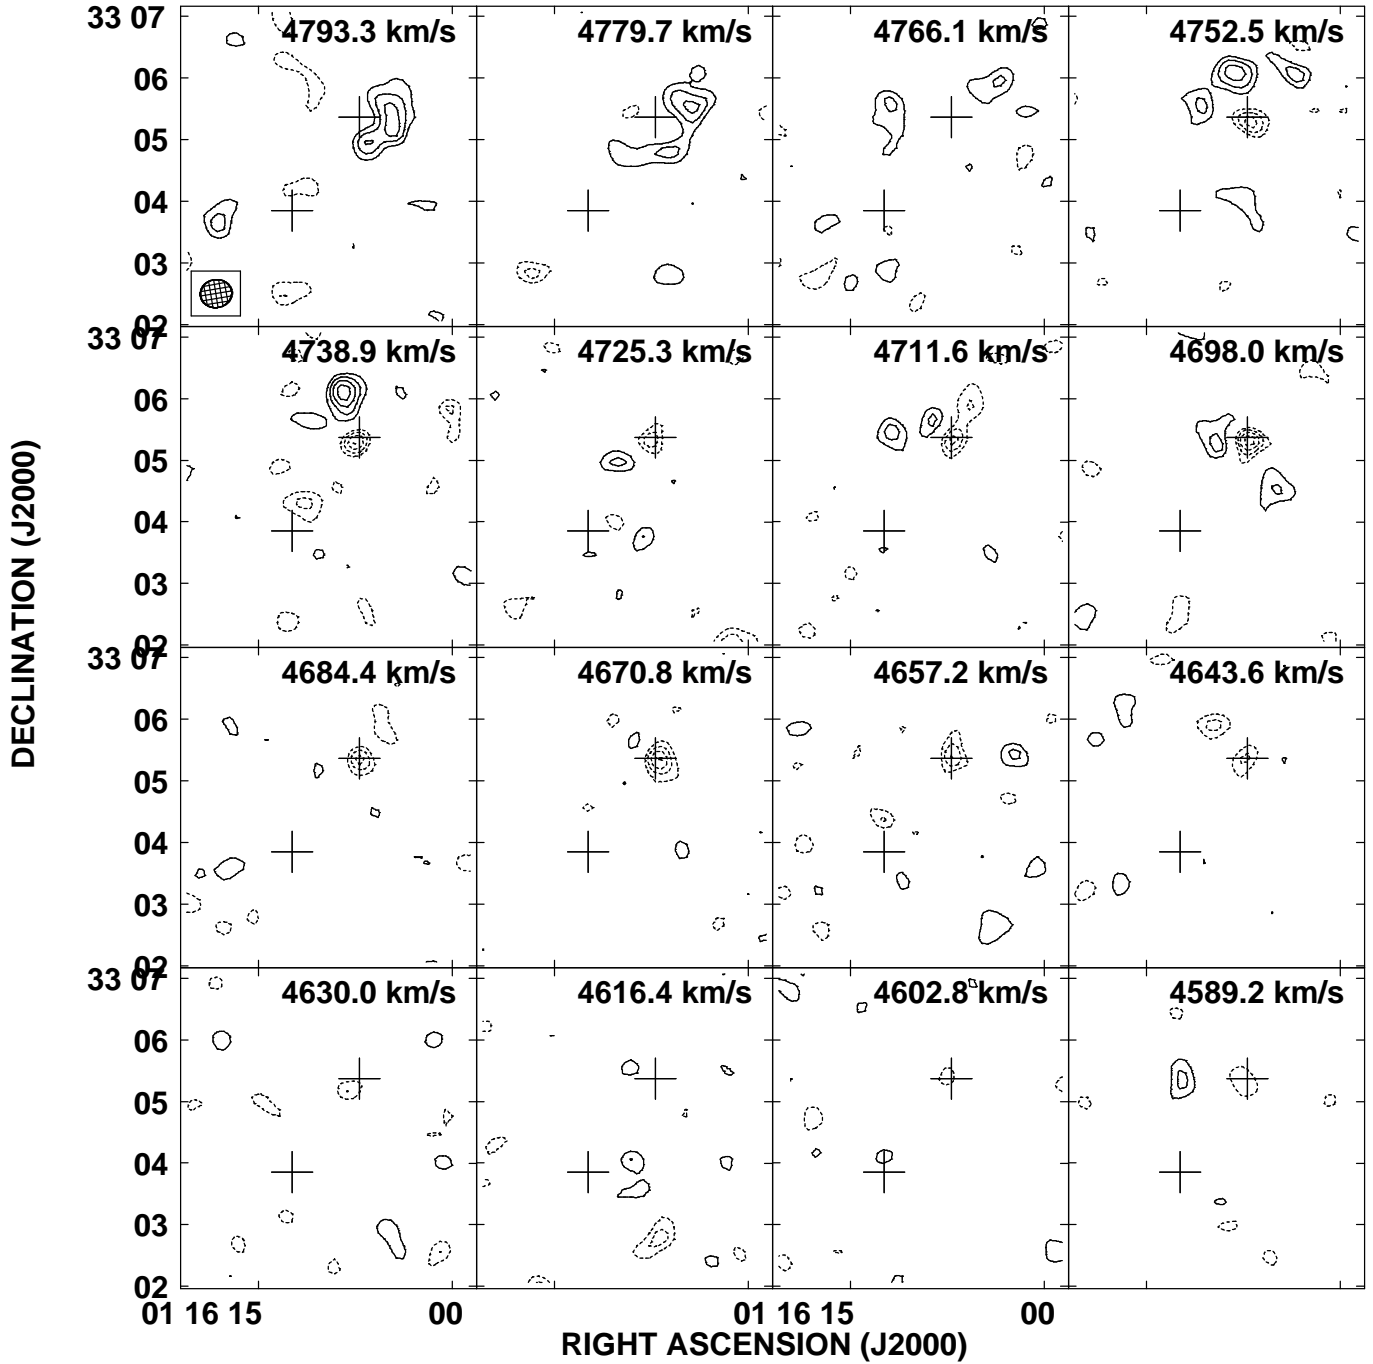 33 07 4793.3 km/s 4779.7 km/s 4766.1 km/s 4752.5 km/s
06
05
04
03
02
33 07 4738.9 km/s 4725.3 km/s 4711.6 km/s 4698.0 km/s
06
05
04
03
02
33 07 4684.4 km/s 4670.8 km/s 4657.2 km/s 4643.6 km/s
06
05
04
03
02
33 07 4630.0 km/s 4616.4 km/s 4602.8 km/s 4589.2 km/s
06
05
04
03
02
01 16 15 00 01 16 15 00
DECLINATION (J2000)
RIGHT ASCENSION (J2000)